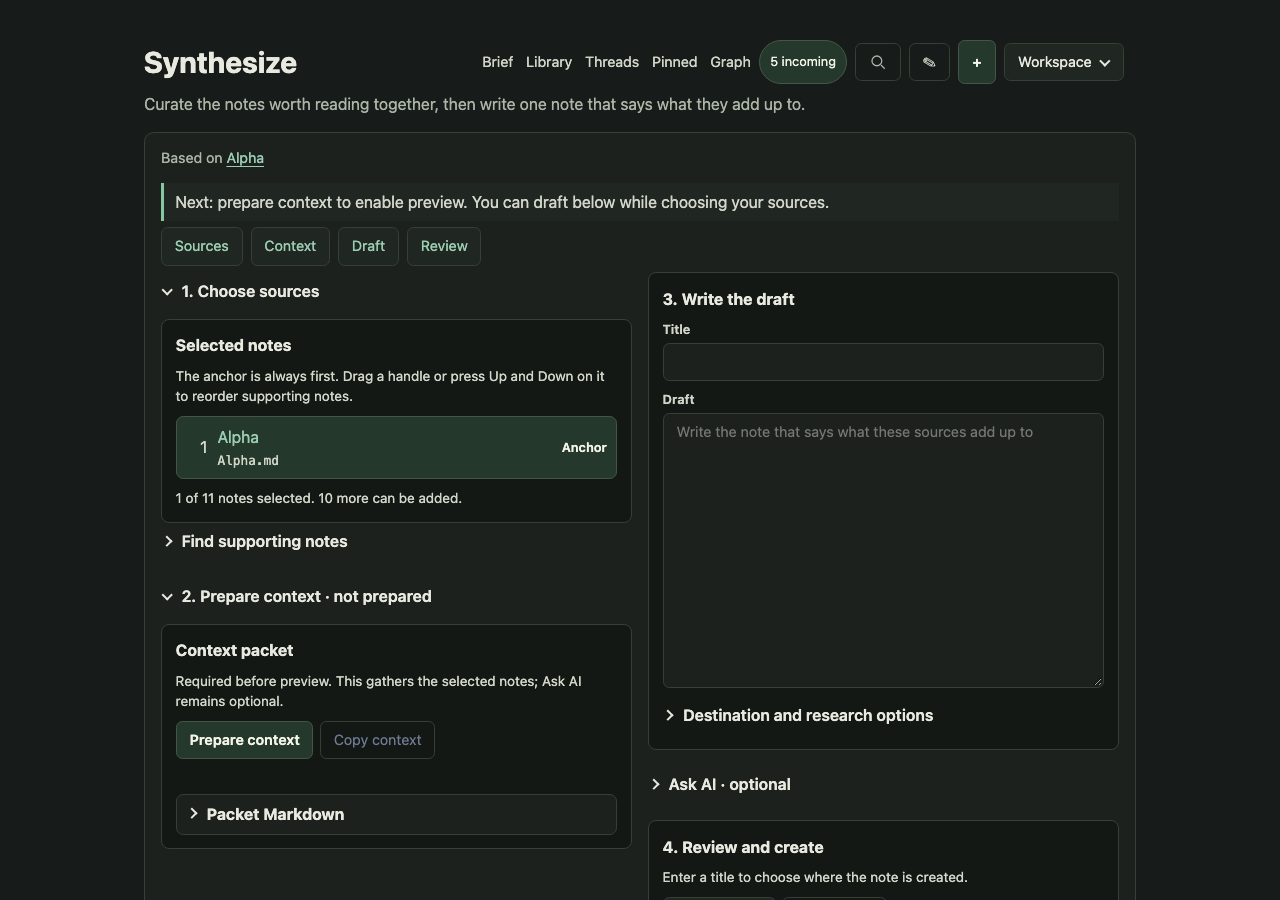 Synthesize
Brief Library Threads Pinned Graph 5 incoming + Workspace
Curate the notes worth reading together, then write one note that says what they add up to.
Based on Alpha
Next: prepare context to enable preview. You can draft below while choosing your sources.
Sources Context Draft Review
1. Choose sources
Selected notes
The anchor is always first. Drag a handle or press Up and Down on it
to reorder supporting notes.
1 Alpha
Alpha.md
Anchor
1 of 11 notes selected. 10 more can be added.
Find supporting notes
2. Prepare context · not prepared
Context packet
Required before preview. This gathers the selected notes; Ask AI
remains optional.
Prepare context Copy context
Packet Markdown
3. Write the draft
Title
Draft
Write the note that says what these sources add up to
Destination and research options
Ask AI · optional
4. Review and create
Enter a title to choose where the note is created.